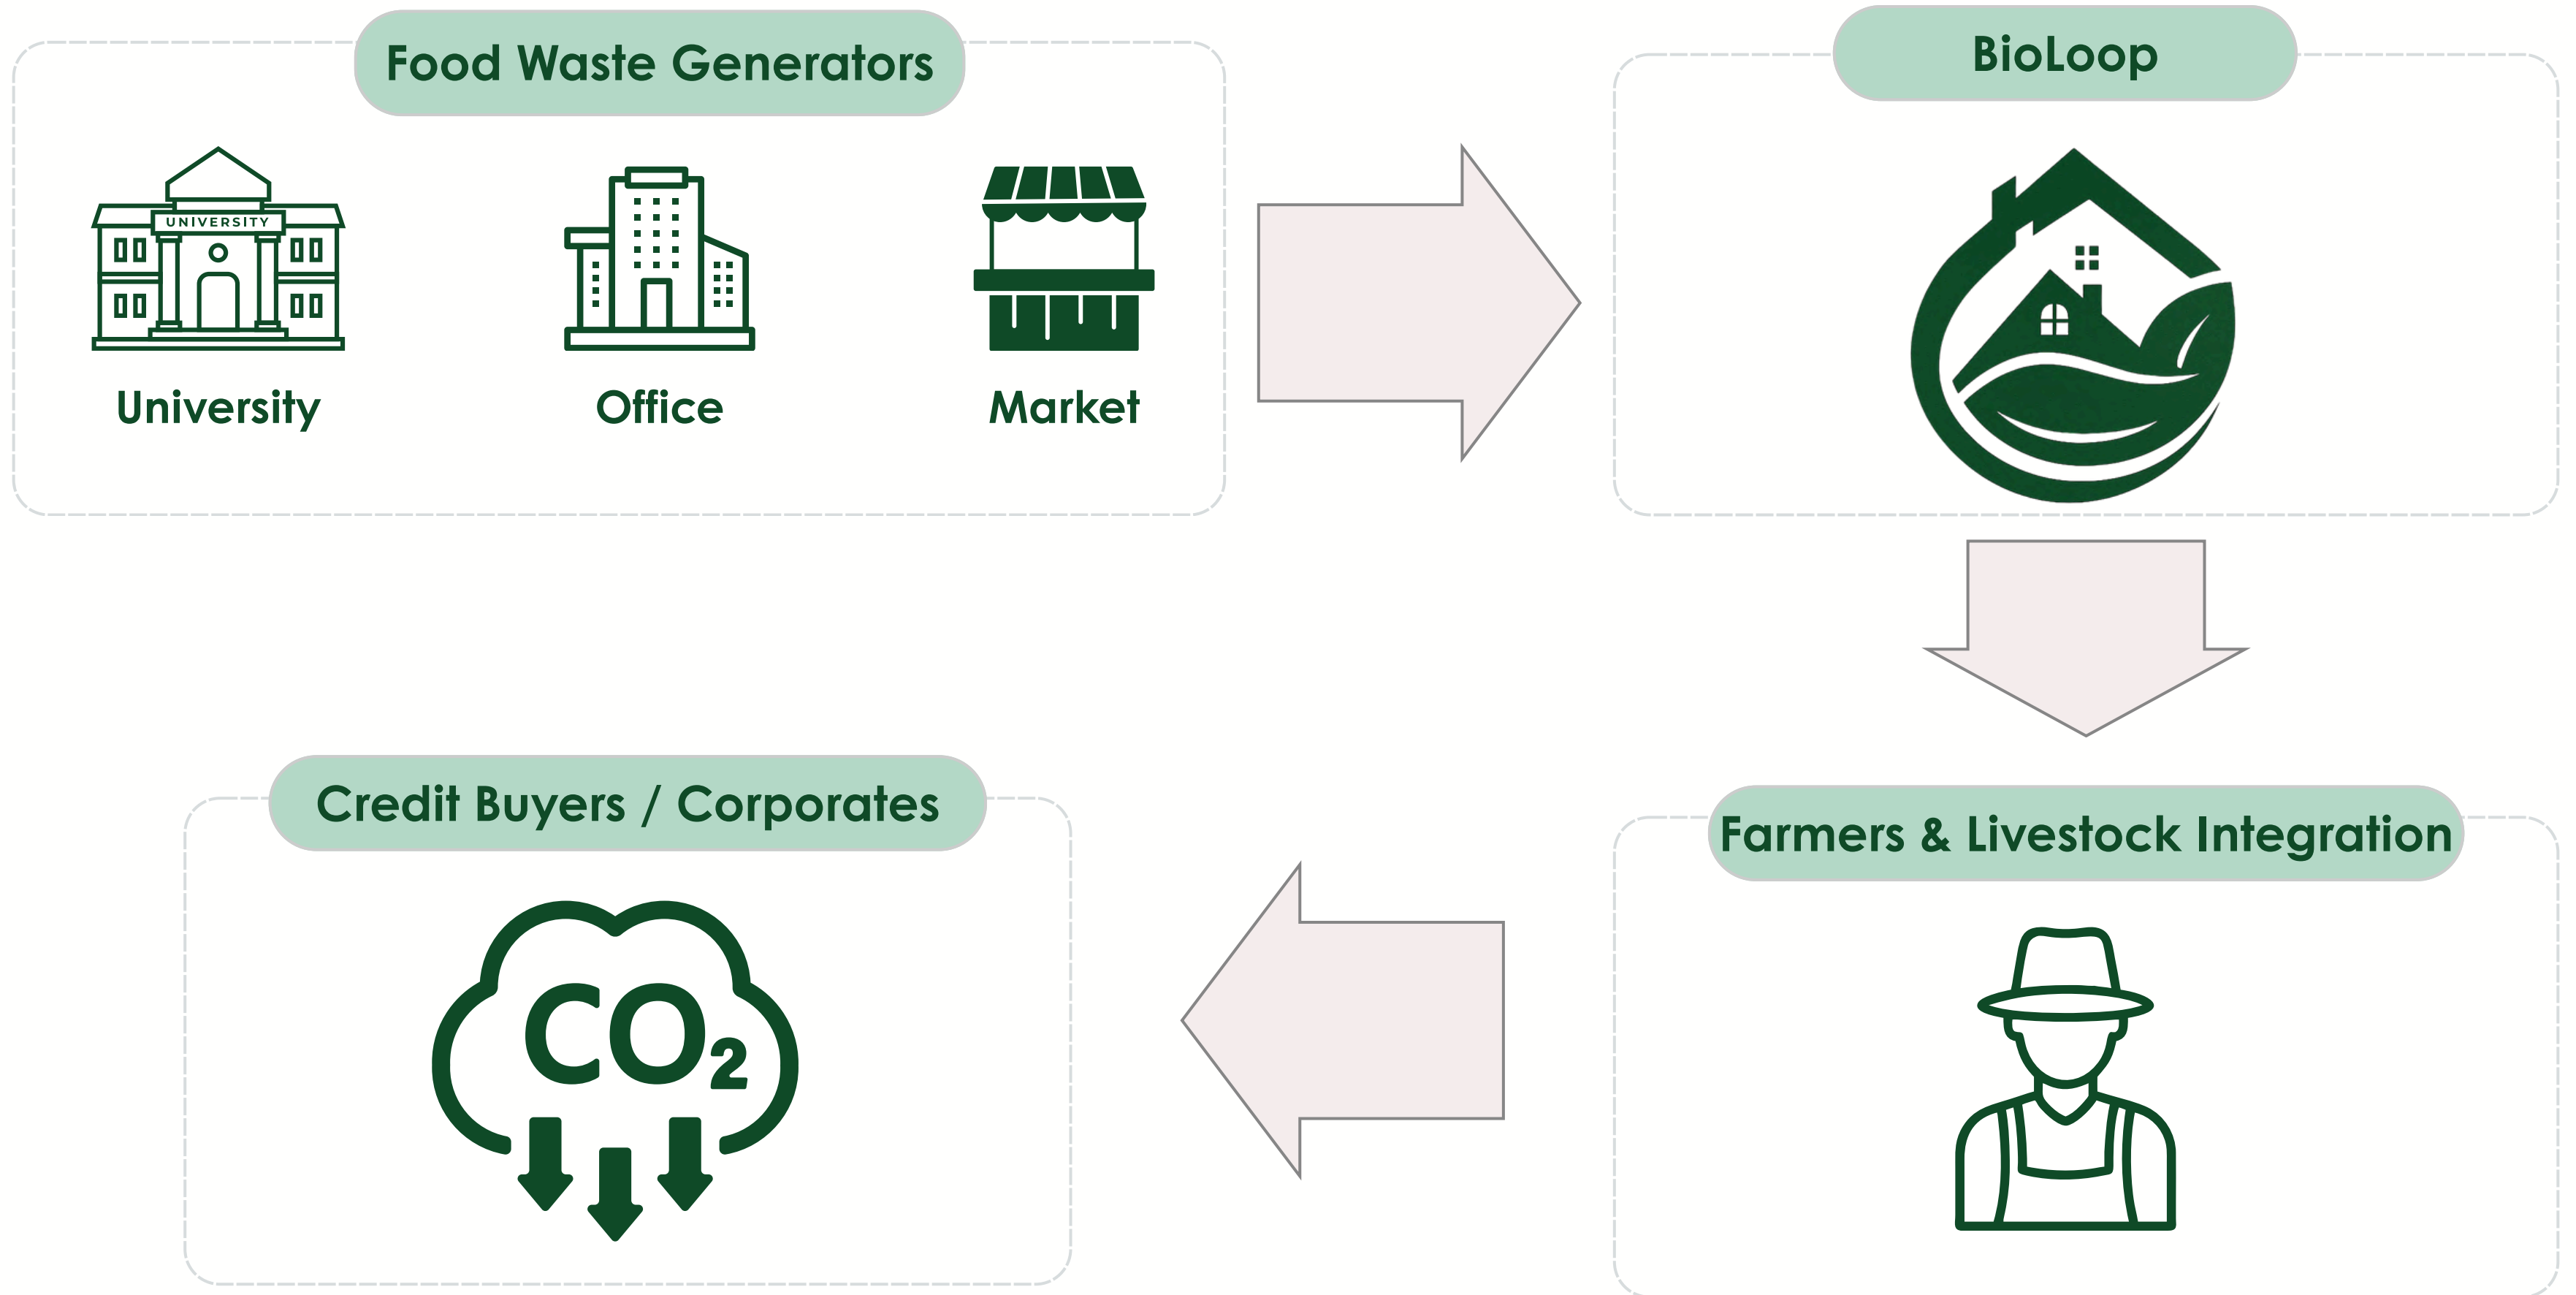 Food Waste Generators
BioLoop
UNIVERSITY
University
Office
Market
Credit Buyers / Corporates
Farmers & Livestock Integration
CO₂